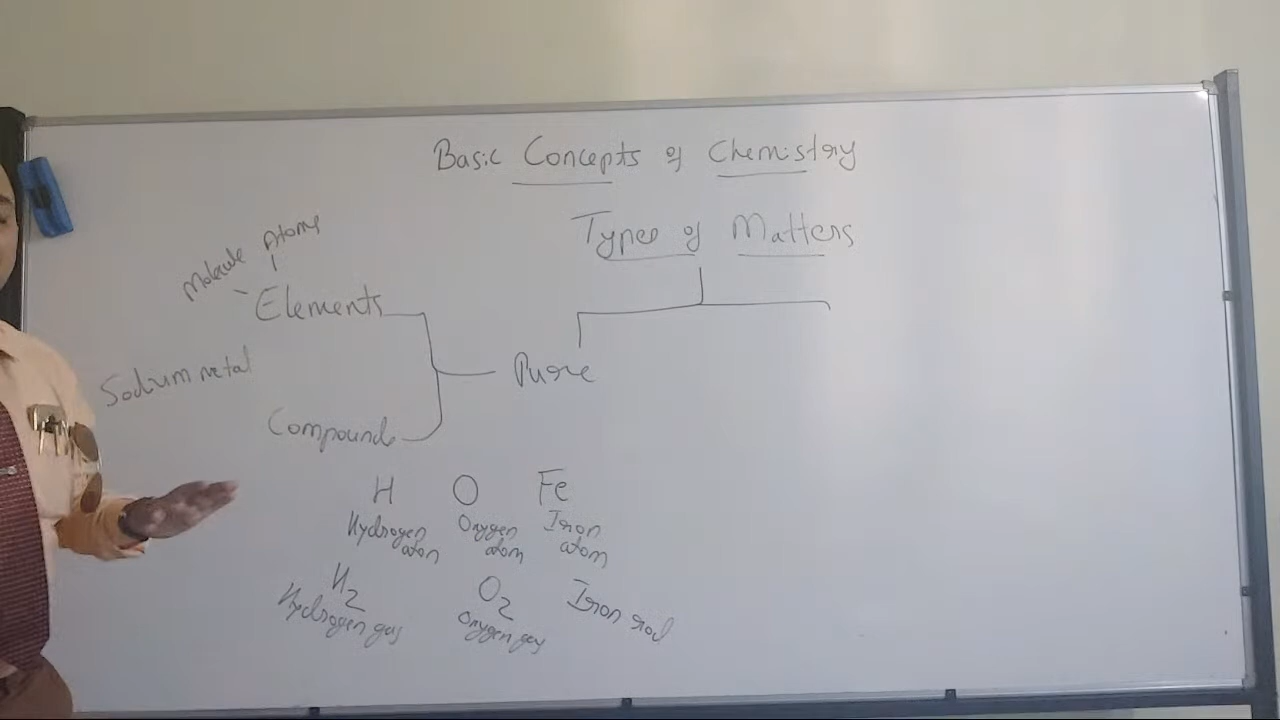 Basic Concepts of Chemistry
Types of Matters
Molecule Atoms
Elements
Pure
Sodium metal
Compounds
H O Fe
Hydrogen atom Oxygen atom Iron atom
H2 O2 Iron rod
Hydrogen gas Oxygen gas